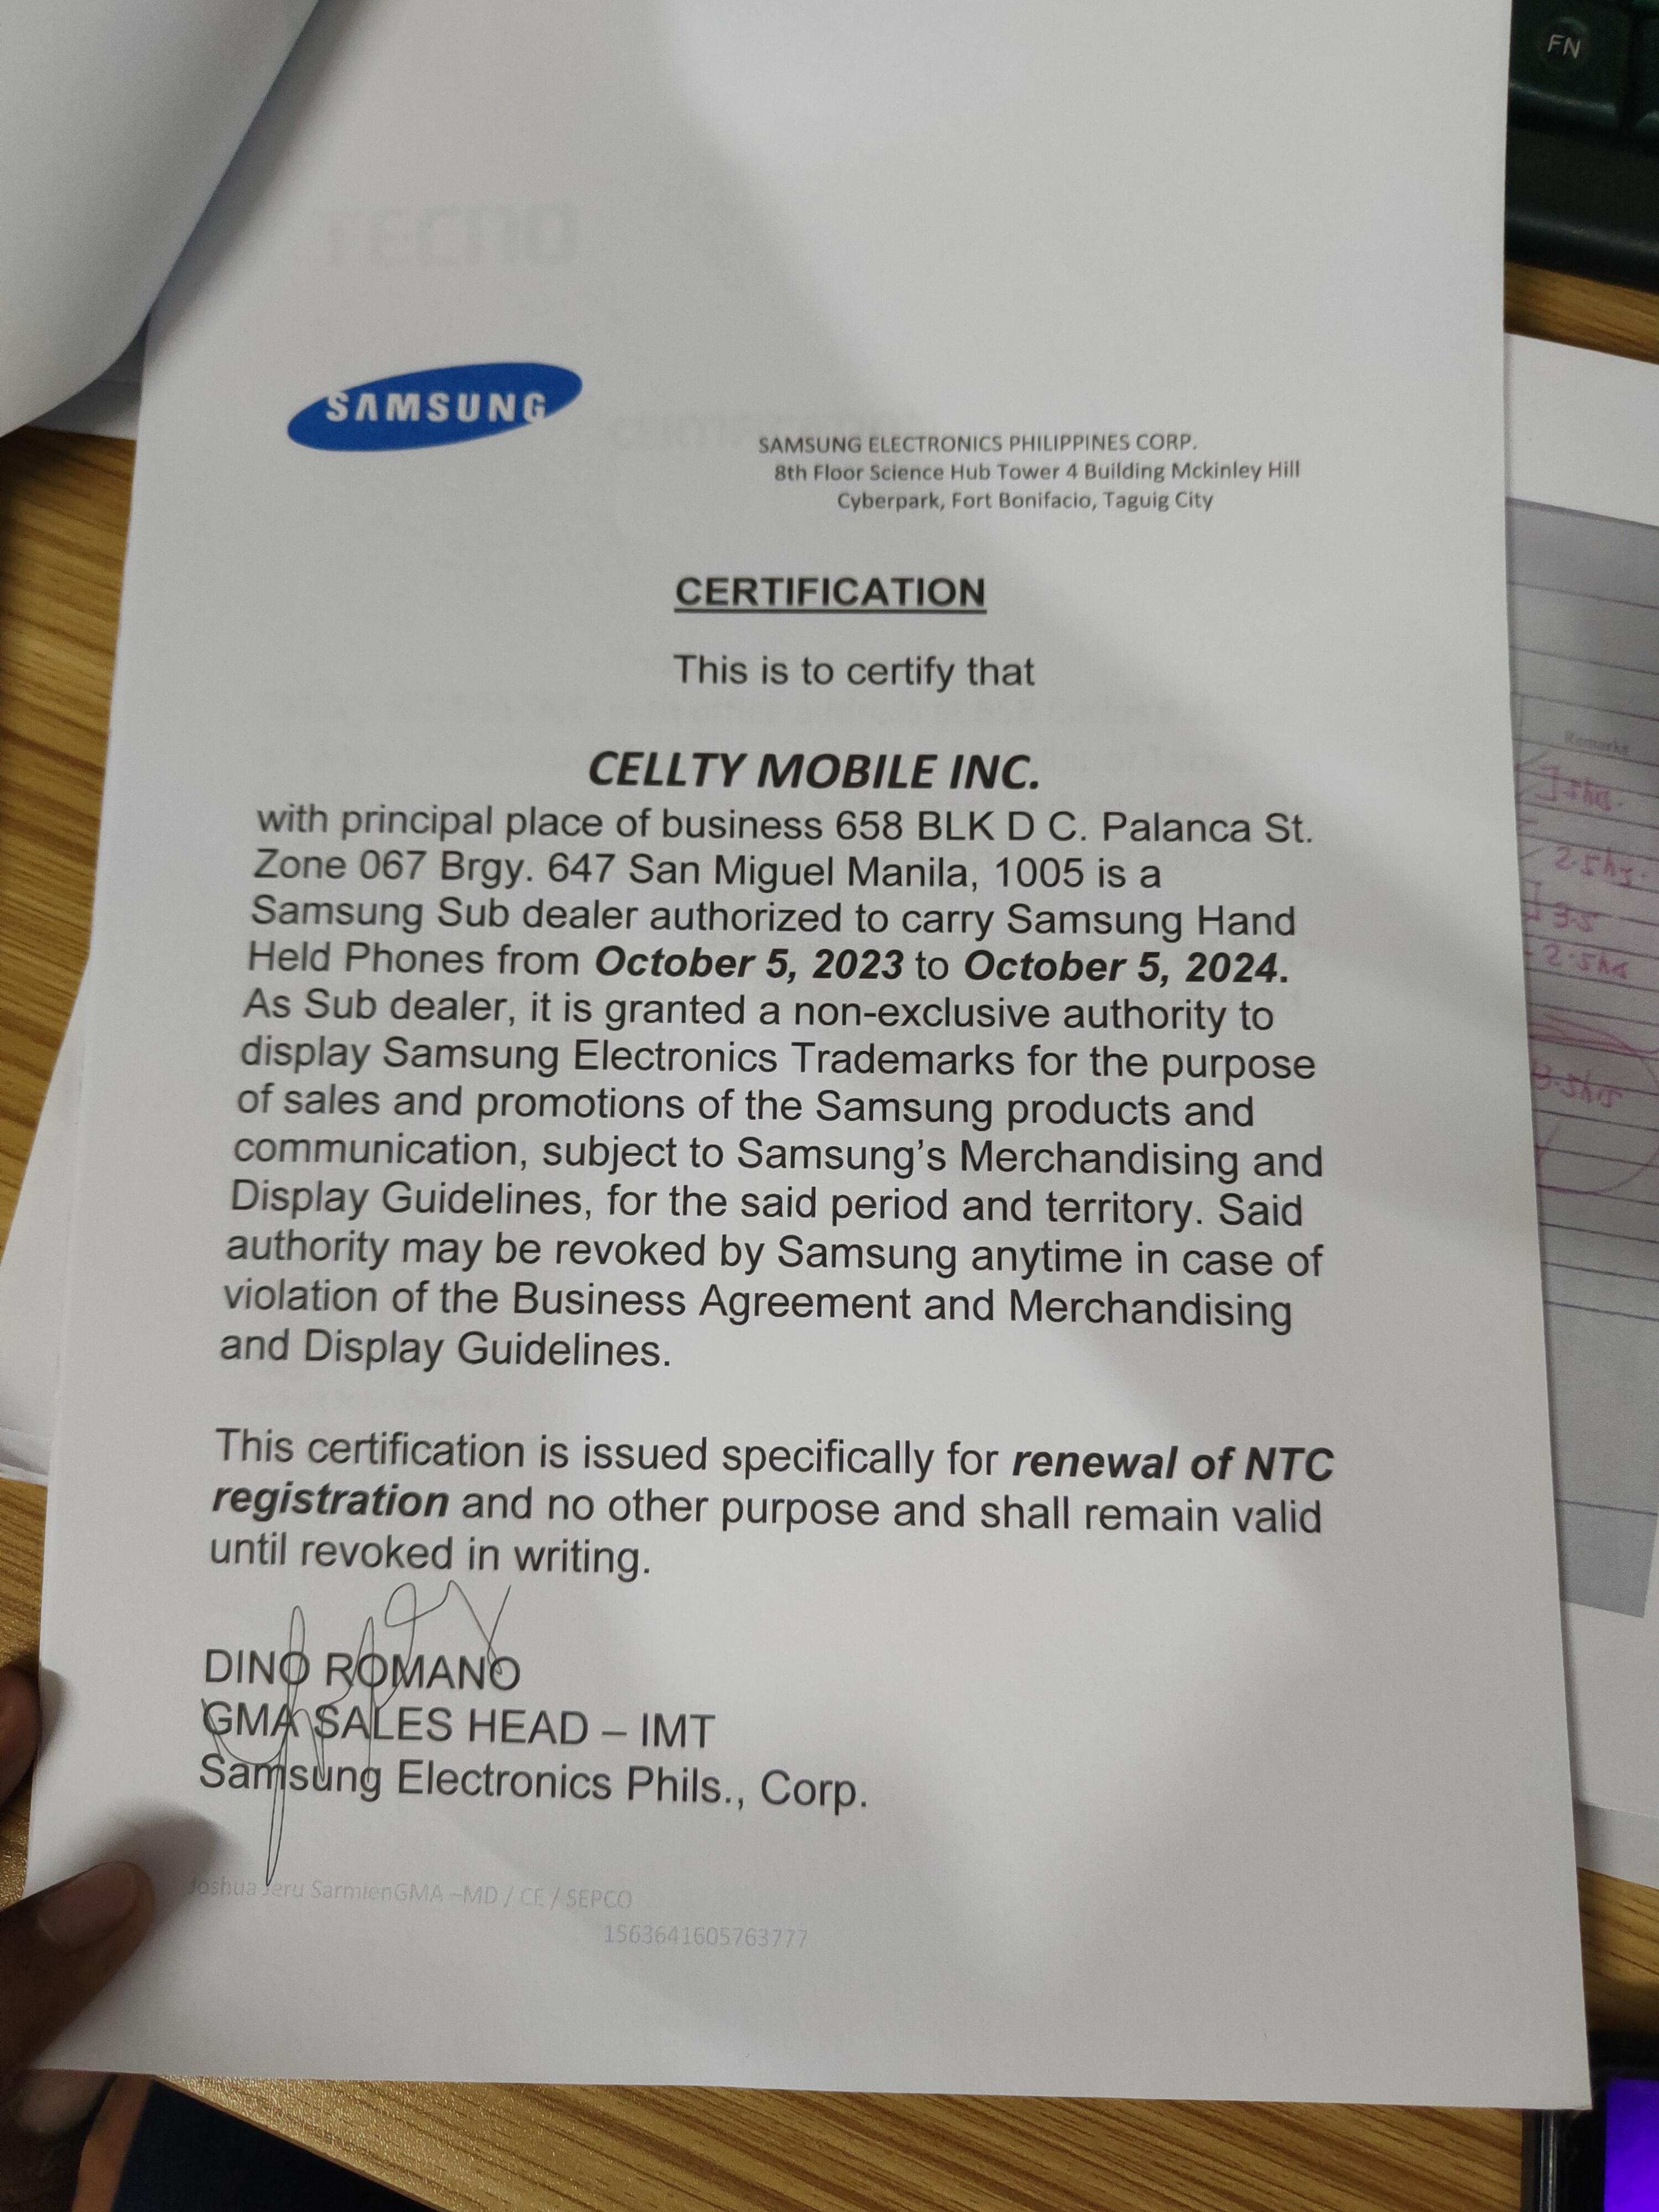 FN
TECNO
SAMSUNG
CERTIFICATION
SAMSUNG ELECTRONICS PHILIPPINES CORP.
8th Floor Science Hub Tower 4 Building Mckinley Hill
Cyberpark, Fort Bonifacio, Taguig City
CERTIFICATION
This is to certify that
CELLTY MOBILE INC.
with principal place of business 658 BLK D C. Palanca St.
Zone 067 Brgy. 647 San Miguel Manila, 1005 is a
Samsung Sub dealer authorized to carry Samsung Hand
Held Phones from October 5, 2023 to October 5, 2024.
As Sub dealer, it is granted a non-exclusive authority to
display Samsung Electronics Trademarks for the purpose
of sales and promotions of the Samsung products and
communication, subject to Samsung's Merchandising and
Display Guidelines, for the said period and territory. Said
authority may be revoked by Samsung anytime in case of
violation of the Business Agreement and Merchandising
and Display Guidelines.
This certification is issued specifically for renewal of NTC
registration and no other purpose and shall remain valid
until revoked in writing.
DINO ROMANO
GMA SALES HEAD – IMT
Samsung Electronics Phils., Corp.
Joshua Jeru SarmienGMA –MD / CE / SEPCO
1563641605763777
Remarks